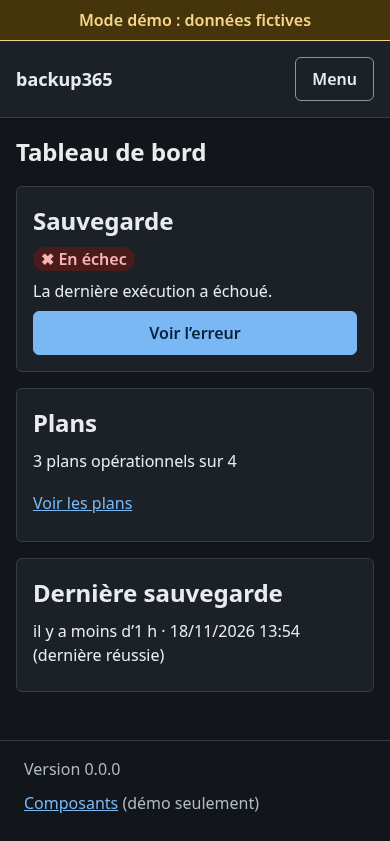 Mode démo : données fictives
backup365
Menu
Tableau de bord
Sauvegarde
✖ En échec
La dernière exécution a échoué.
Voir l’erreur
Plans
3 plans opérationnels sur 4
Voir les plans
Dernière sauvegarde
il y a moins d’1 h · 18/11/2026 13:54
(dernière réussie)
Version 0.0.0
Composants (démo seulement)